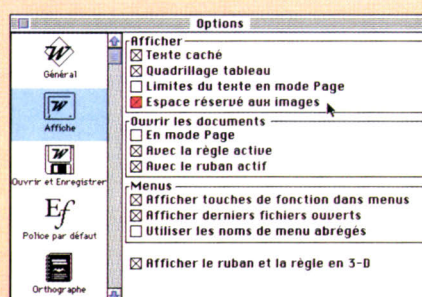 Options
Général
Affiche
Ouvrir et Enregistrer
Ef
Police par défaut
Orthographe
Afficher
Texte caché
Quadrillage tableau
Limites du texte en mode Page
Espace réservé aux images
Ouvrir les documents
En mode Page
Avec la règle active
Avec le ruban actif
Menus
Afficher touches de fonction dans menus
Afficher derniers fichiers ouverts
Utiliser les noms de menu abrégés
Afficher le ruban et la règle en 3-D